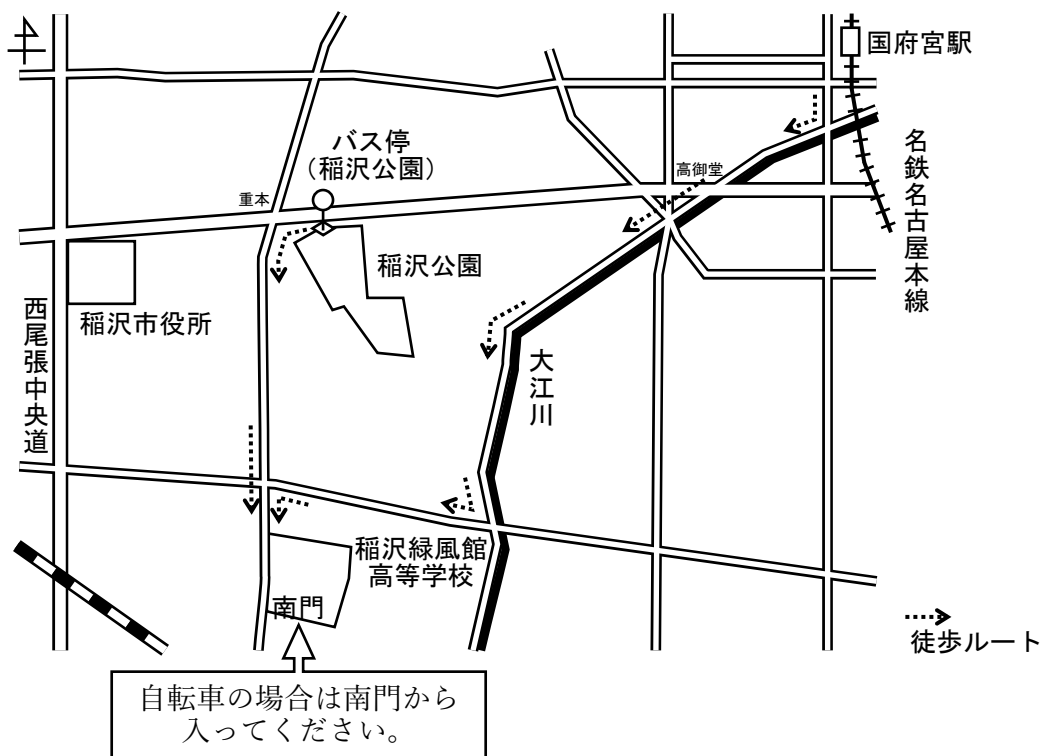 国府宮駅
名鉄名古屋本線
バス停
（稲沢公園）
高御堂
重本
稲沢公園
稲沢市役所
西尾張中央道
大江川
稲沢緑風館
高等学校
南門
徒歩ルート
自転車の場合は南門から
入ってください。